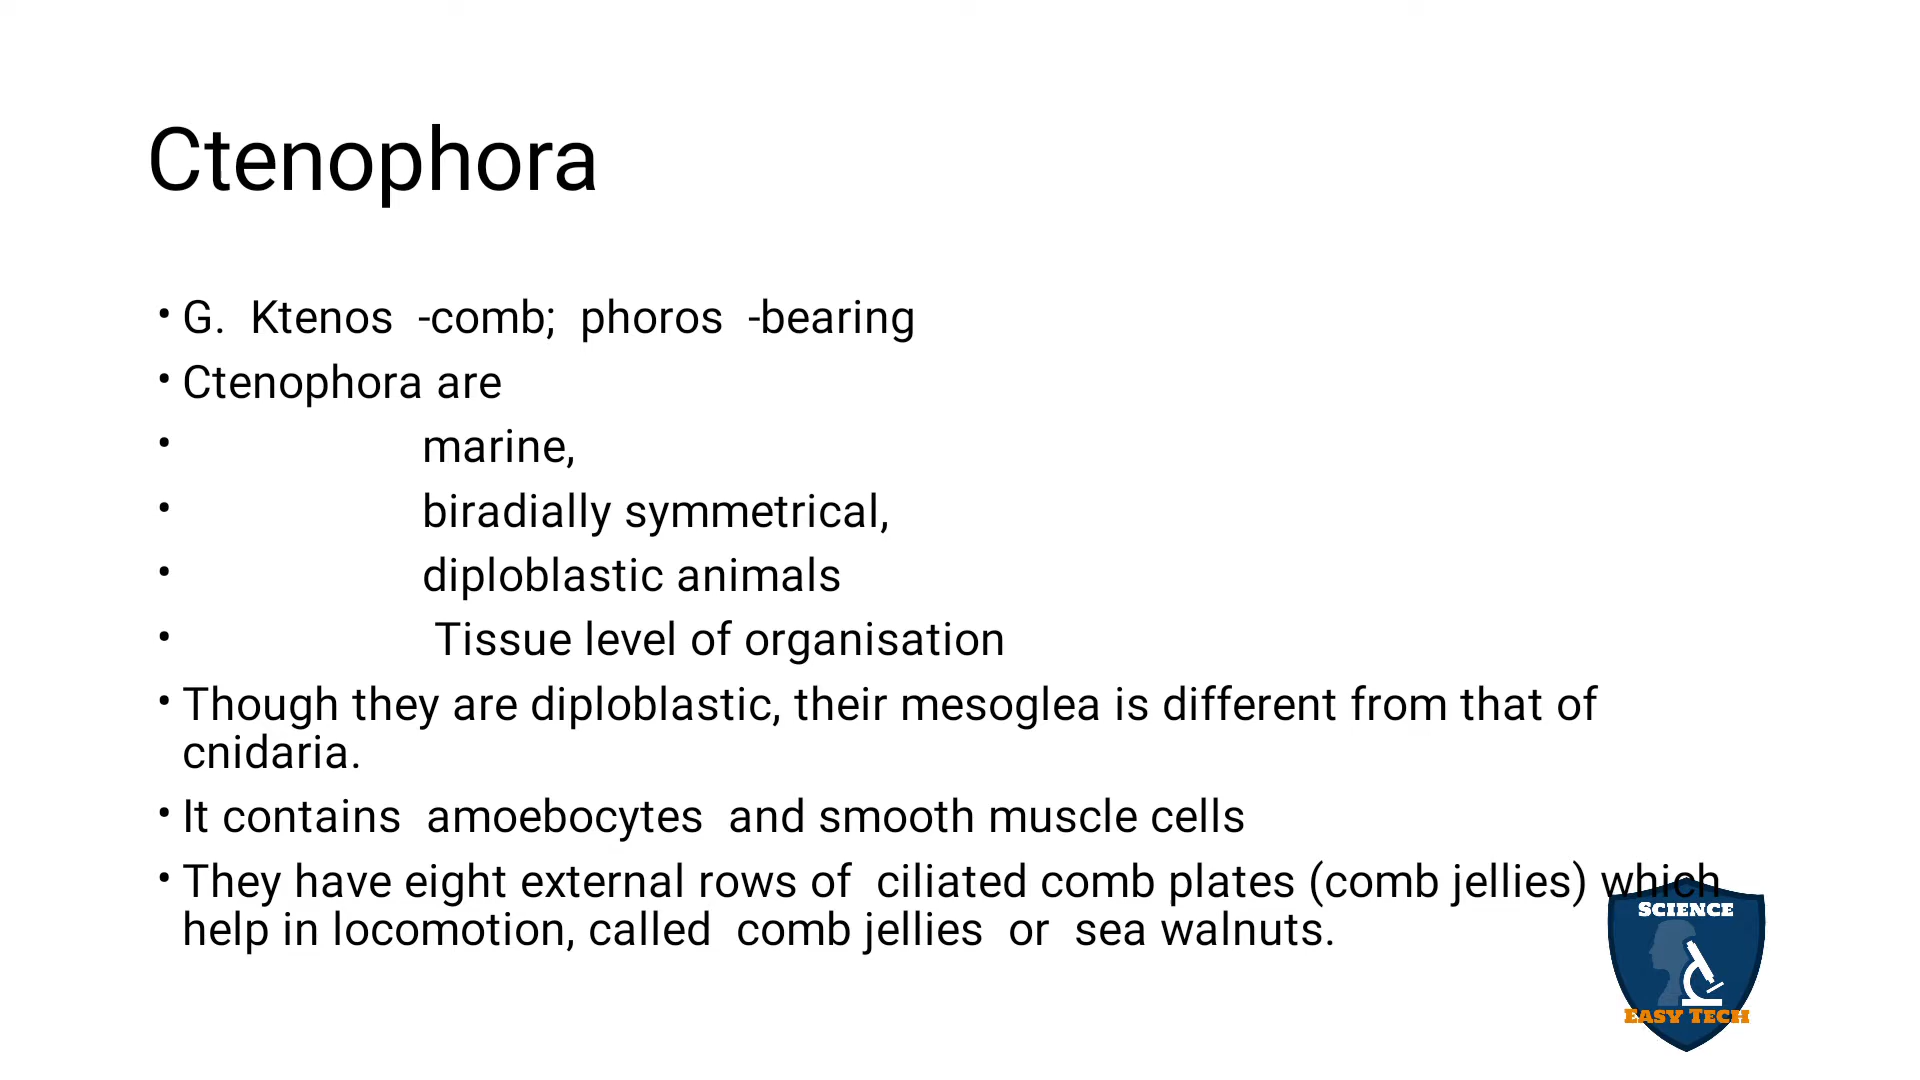 Ctenophora
• G. Ktenos -comb; phoros -bearing
• Ctenophora are
• marine,
• biradially symmetrical,
• diploblastic animals
• Tissue level of organisation
• Though they are diploblastic, their mesoglea is different from that of
cnidaria.
• It contains amoebocytes and smooth muscle cells
• They have eight external rows of ciliated comb plates (comb jellies) which
help in locomotion, called comb jellies or sea walnuts.
SCIENCE
EASY TECH